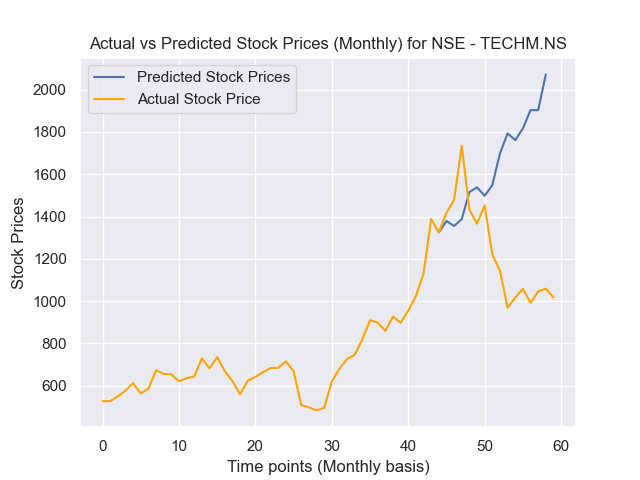 Actual vs Predicted Stock Prices (Monthly) for NSE - TECHM.NS
Predicted Stock Prices
Actual Stock Price
2000
1800
1600
1400
1200
1000
800
600
Stock Prices
0 10 20 30 40 50 60
Time points (Monthly basis)